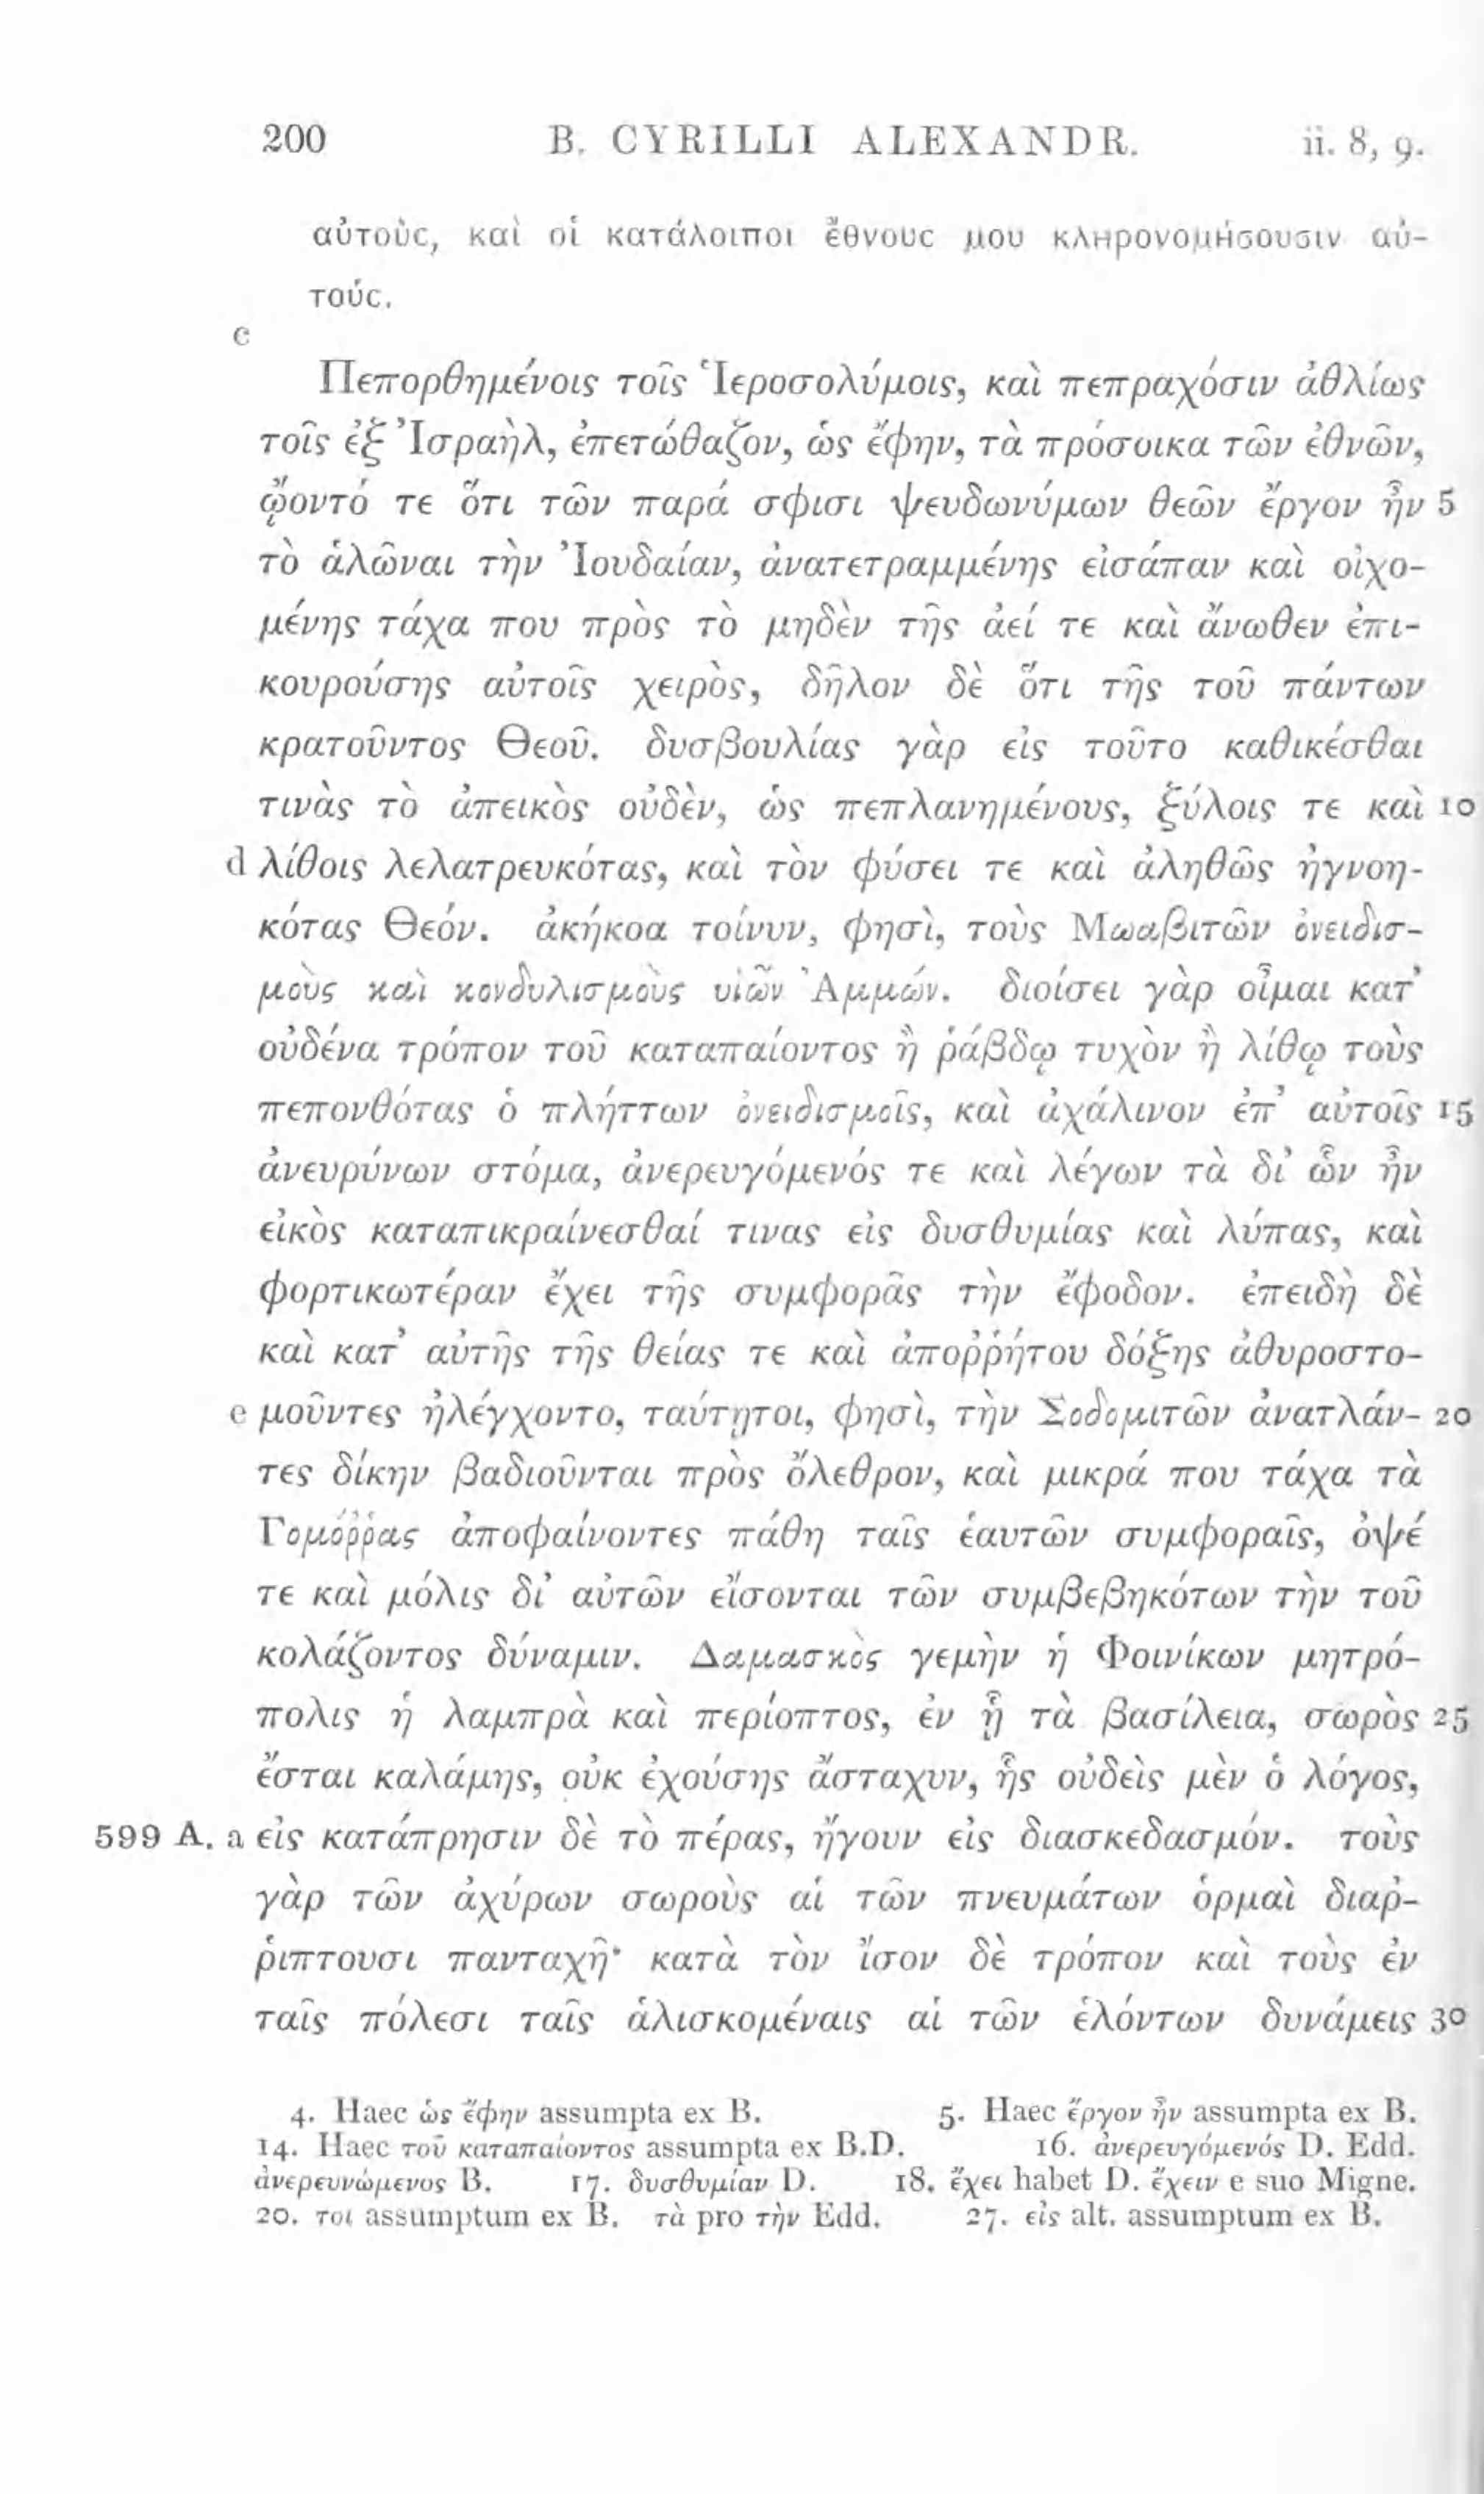 200 B. CYRILLI ALEXANDR. ii. 8, 9.
αὐτοὺς, καὶ οἱ κατάλοιποι ἔθνους μου κληρονομήσουσιν αὐ-
τούς.
c
Πεπορθημένοις τοῖς Ἱεροσολύμοις, καὶ πεπραχόσιν ἀθλίως
τοῖς ἐξ Ἰσραὴλ, ἐπετώθαζον, ὡς ἔφην, τὰ πρόσοικα τῶν ἐθνῶν,
ᾤοντό τε ὅτι τῶν παρά σφισι ψευδωνύμων θεῶν ἔργον ἦν 5
τὸ ἁλῶναι τὴν Ἰουδαίαν, ἀνατετραμμένης εἰσάπαν καὶ οἰχο-
μένης τάχα που πρὸς τὸ μηδὲν τῆς ἀεί τε καὶ ἄνωθεν ἐπι-
κουρούσης αὐτοῖς χειρὸς, δῆλον δὲ ὅτι τῆς τοῦ πάντων
κρατοῦντος Θεοῦ. δυσβουλίας γὰρ εἰς τοῦτο καθικέσθαι
τινὰς τὸ ἀπεικὸς οὐδὲν, ὡς πεπλανημένους, ξύλοις τε καὶ 10
d λίθοις λελατρευκότας, καὶ τὸν φύσει τε καὶ ἀληθῶς ἠγνοη-
κότας Θεόν. ἀκήκοα τοίνυν, φησὶ, τοὺς Μωαβιτῶν ὀνειδισ-
μοὺς καὶ κονδυλισμοὺς υἱῶν Ἀμμών. διοίσει γὰρ οἶμαι κατ’
οὐδένα τρόπον τοῦ καταπαίοντος ἢ ῥάβδῳ τυχὸν ἢ λίθῳ τοὺς
πεπονθότας ὁ πλήττων ὀνειδισμοῖς, καὶ ἀχάλινον ἐπ’ αὐτοῖς 15
ἀνευρύνων στόμα, ἀνερευγόμενός τε καὶ λέγων τὰ δι’ ὧν ἦν
εἰκὸς καταπικραίνεσθαί τινας εἰς δυσθυμίας καὶ λύπας, καὶ
φορτικωτέραν ἔχει τῆς συμφορᾶς τὴν ἔφοδον. ἐπειδὴ δὲ
καὶ κατ’ αὐτῆς τῆς θείας τε καὶ ἀποῤῥήτου δόξης ἀθυροστο-
e μοῦντες ἠλέγχοντο, ταύτῃτοι, φησὶ, τὴν Σοδομιτῶν ἀνατλάν- 20
τες δίκην βαδιοῦνται πρὸς ὄλεθρον, καὶ μικρά που τάχα τὰ
Γομόῤῥας ἀποφαίνοντες πάθη ταῖς ἑαυτῶν συμφοραῖς, ὀψέ
τε καὶ μόλις δι’ αὐτῶν εἴσονται τῶν συμβεβηκότων τὴν τοῦ
κολάζοντος δύναμιν. Δαμασκὸς γεμὴν ἡ Φοινίκων μητρό-
πολις ἡ λαμπρὰ καὶ περίοπτος, ἐν ᾗ τὰ βασίλεια, σωρὸς 25
ἔσται καλάμης, οὐκ ἐχούσης ἄσταχυν, ἧς οὐδεὶς μὲν ὁ λόγος,
599 A. a εἰς κατάπρησιν δὲ τὸ πέρας, ἤγουν εἰς διασκεδασμόν. τοὺς
γὰρ τῶν ἀχύρων σωροὺς αἱ τῶν πνευμάτων ὁρμαὶ διαῤ-
ῥιπτουσι πανταχῆ· κατὰ τὸν ἴσον δὲ τρόπον καὶ τοὺς ἐν
ταῖς πόλεσι ταῖς ἁλισκομέναις αἱ τῶν ἑλόντων δυνάμεις 30
4. Haec ὡς ἔφην assumpta ex B. 5. Haec ἔργον ἦν assumpta ex B.
14. Haec τοῦ καταπαίοντος assumpta ex B.D. 16. ἀνερευγόμενός D. Edd.
ἀνερευνώμενος B. 17. δυσθυμίαν D. 18. ἔχει habet D. ἔχειν e suo Migne.
20. τοι assumptum ex B. τὰ pro τὴν Edd. 27. εἰς alt. assumptum ex B.